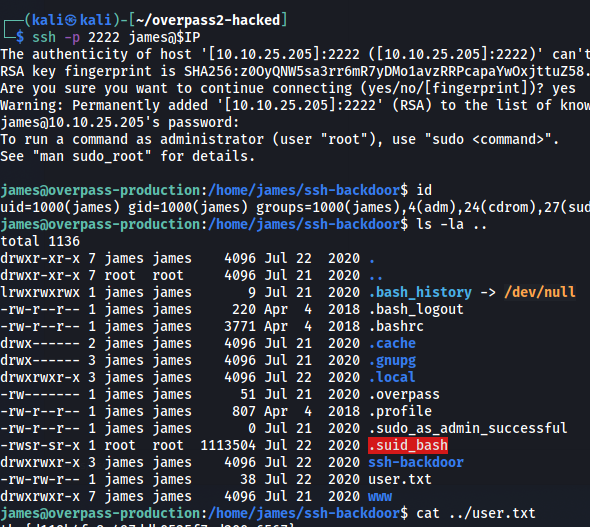 ┌──(kali㉿kali)-[~/overpass2-hacked]
└─$ ssh -p 2222 james@$IP
The authenticity of host '[10.10.25.205]:2222 ([10.10.25.205]:2222)' can't
RSA key fingerprint is SHA256:z0OyQNW5sa3rr6mR7yDMo1avzRRPcapaYwOxjttuZ58.
Are you sure you want to continue connecting (yes/no/[fingerprint])? yes
Warning: Permanently added '[10.10.25.205]:2222' (RSA) to the list of know
james@10.10.25.205's password:
To run a command as administrator (user "root"), use "sudo <command>".
See "man sudo_root" for details.
james@overpass-production:/home/james/ssh-backdoor$ id
uid=1000(james) gid=1000(james) groups=1000(james),4(adm),24(cdrom),27(sud
james@overpass-production:/home/james/ssh-backdoor$ ls -la ..
total 1136
drwxr-xr-x 7 james james    4096 Jul 22  2020 .
drwxr-xr-x 7 root  root     4096 Jul 21  2020 ..
lrwxrwxrwx 1 james james       9 Jul 21  2020 .bash_history -> /dev/null
-rw-r--r-- 1 james james     220 Apr  4  2018 .bash_logout
-rw-r--r-- 1 james james    3771 Apr  4  2018 .bashrc
drwx------ 2 james james    4096 Jul 21  2020 .cache
drwx------ 3 james james    4096 Jul 21  2020 .gnupg
drwxrwxr-x 3 james james    4096 Jul 22  2020 .local
-rw------- 1 james james      51 Jul 21  2020 .overpass
-rw-r--r-- 1 james james     807 Apr  4  2018 .profile
-rw-r--r-- 1 james james       0 Jul 21  2020 .sudo_as_admin_successful
-rwsr-sr-x 1 root  root  1113504 Jul 22  2020 .suid_bash
drwxrwxr-x 3 james james    4096 Jul 22  2020 ssh-backdoor
-rw-rw-r-- 1 james james      38 Jul 22  2020 user.txt
drwxrwxr-x 7 james james    4096 Jul 21  2020 www
james@overpass-production:/home/james/ssh-backdoor$ cat ../user.txt